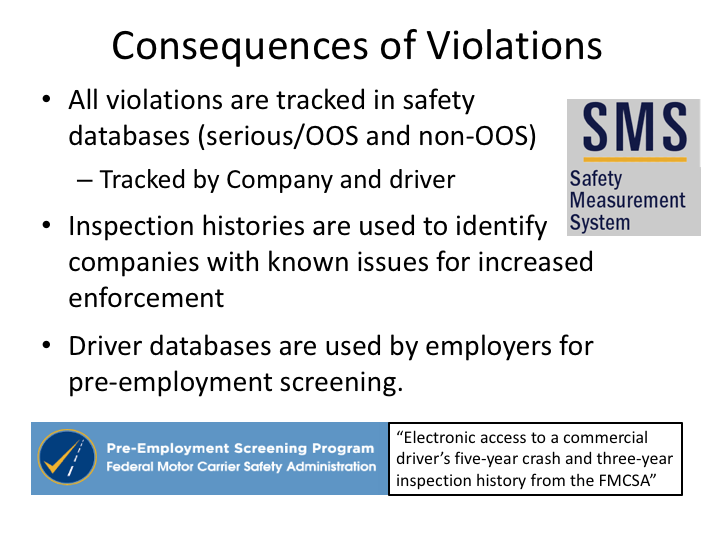 Consequences of Violations
• All violations are tracked in safety
databases (serious/OOS and non-OOS)
– Tracked by Company and driver
SMS
Safety
Measurement
System
• Inspection histories are used to identify
companies with known issues for increased
enforcement
• Driver databases are used by employers for
pre-employment screening.
Pre-Employment Screening Program
Federal Motor Carrier Safety Administration
“Electronic access to a commercial
driver’s five-year crash and three-year
inspection history from the FMCSA”